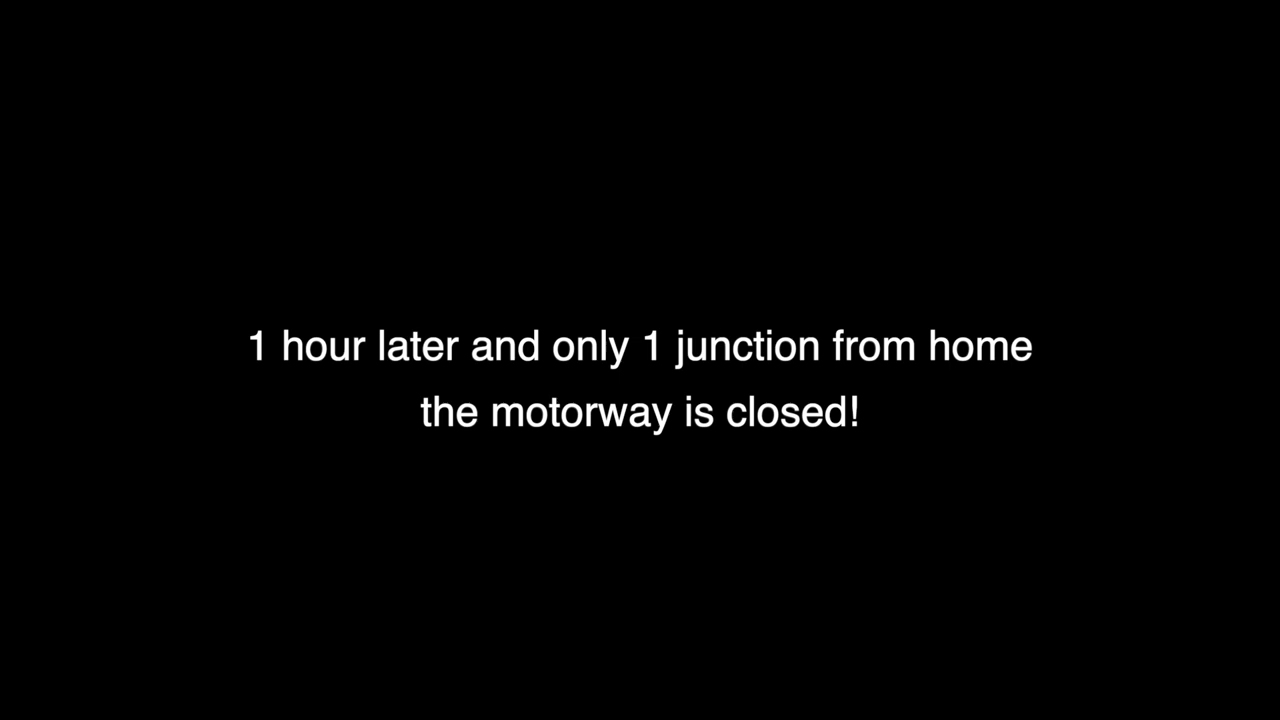 1 hour later and only 1 junction from home
the motorway is closed!